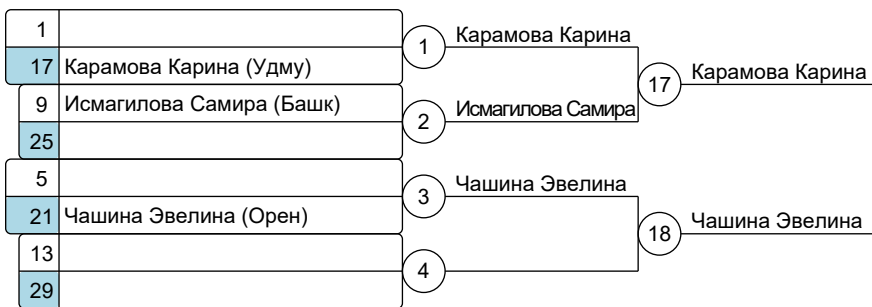 1
17 Карамова Карина (Удму)
9 Исмагилова Самира (Башк)
25
5
21 Чашина Эвелина (Орен)
13
29
1 Карамова Карина
2 Исмагилова Самира
3 Чашина Эвелина
4
17 Карамова Карина
18 Чашина Эвелина